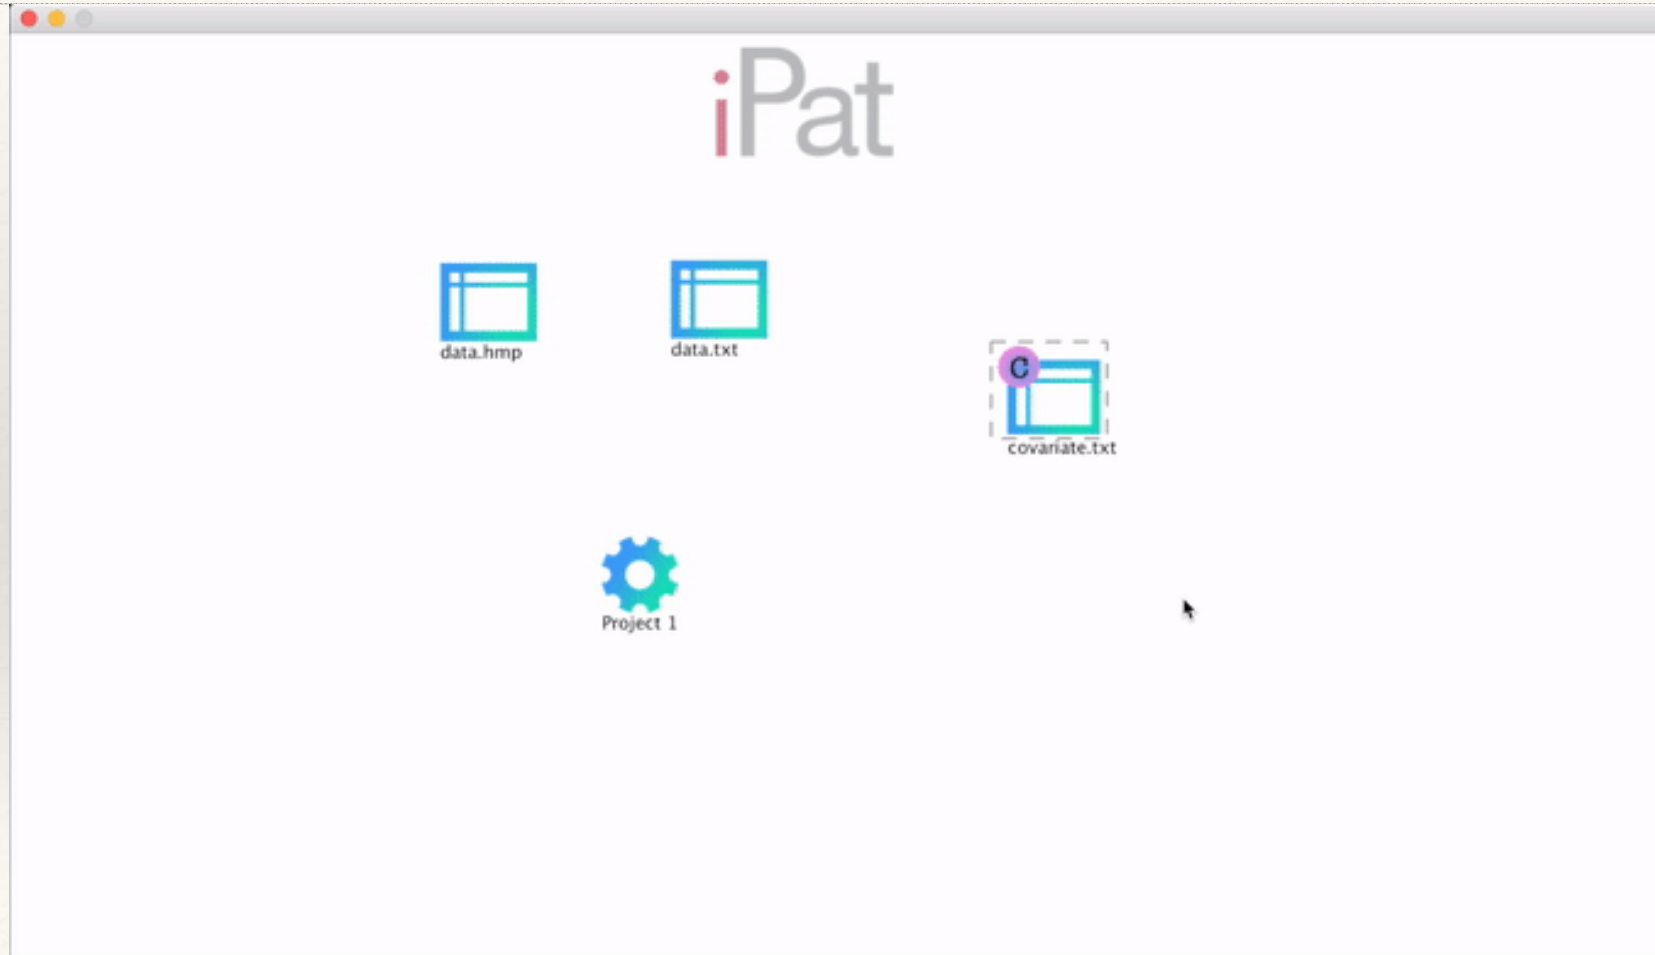 iPat
data.hmp
data.txt
C
covariate.txt
Project 1